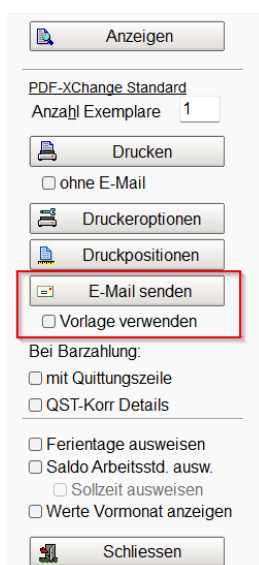 Anzeigen
PDF-XChange Standard
Anzahl Exemplare 1
Drucken
ohne E-Mail
Druckeroptionen
Druckpositionen
E-Mail senden
Vorlage verwenden
Bei Barzahlung:
mit Quittungszeile
QST-Korr Details
Ferientage ausweisen
Saldo Arbeitsstd. ausw.
Sollzeit ausweisen
Werte Vormonat anzeigen
Schliessen